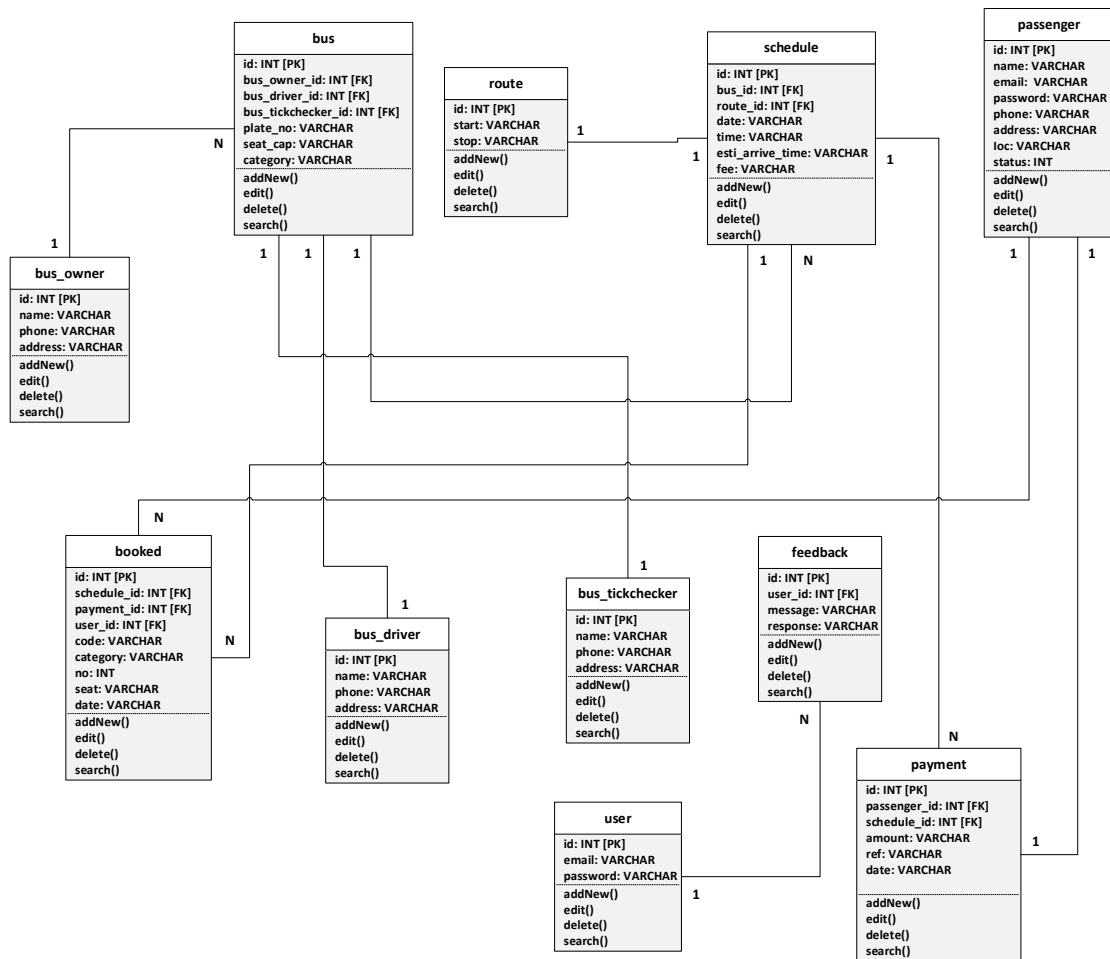 bus
id: INT [PK]
bus_owner_id: INT [FK]
bus_driver_id: INT [FK]
bus_tickchecker_id: INT [FK]
plate_no: VARCHAR
seat_cap: VARCHAR
category: VARCHAR
addNew()
edit()
delete()
search()
N
1
1
1
route
id: INT [PK]
start: VARCHAR
stop: VARCHAR
addNew()
edit()
delete()
search()
1
schedule
id: INT [PK]
bus_id: INT [FK]
route_id: INT [FK]
date: VARCHAR
time: VARCHAR
esti_arrive_time: VARCHAR
fee: VARCHAR
addNew()
edit()
delete()
search()
1
1
1
N
passenger
id: INT [PK]
name: VARCHAR
email: VARCHAR
password: VARCHAR
phone: VARCHAR
address: VARCHAR
loc: VARCHAR
status: INT
addNew()
edit()
delete()
search()
1
1
1
bus_owner
id: INT [PK]
name: VARCHAR
phone: VARCHAR
address: VARCHAR
addNew()
edit()
delete()
search()
N
booked
id: INT [PK]
schedule_id: INT [FK]
payment_id: INT [FK]
user_id: INT [FK]
code: VARCHAR
category: VARCHAR
no: INT
seat: VARCHAR
date: VARCHAR
addNew()
edit()
delete()
search()
N
1
bus_driver
id: INT [PK]
name: VARCHAR
phone: VARCHAR
address: VARCHAR
addNew()
edit()
delete()
search()
1
bus_tickchecker
id: INT [PK]
name: VARCHAR
phone: VARCHAR
address: VARCHAR
addNew()
edit()
delete()
search()
feedback
id: INT [PK]
user_id: INT [FK]
message: VARCHAR
response: VARCHAR
addNew()
edit()
delete()
search()
N
user
id: INT [PK]
email: VARCHAR
password: VARCHAR
addNew()
edit()
delete()
search()
1
N
payment
id: INT [PK]
passenger_id: INT [FK]
schedule_id: INT [FK]
amount: VARCHAR
ref: VARCHAR
date: VARCHAR
addNew()
edit()
delete()
search()
1